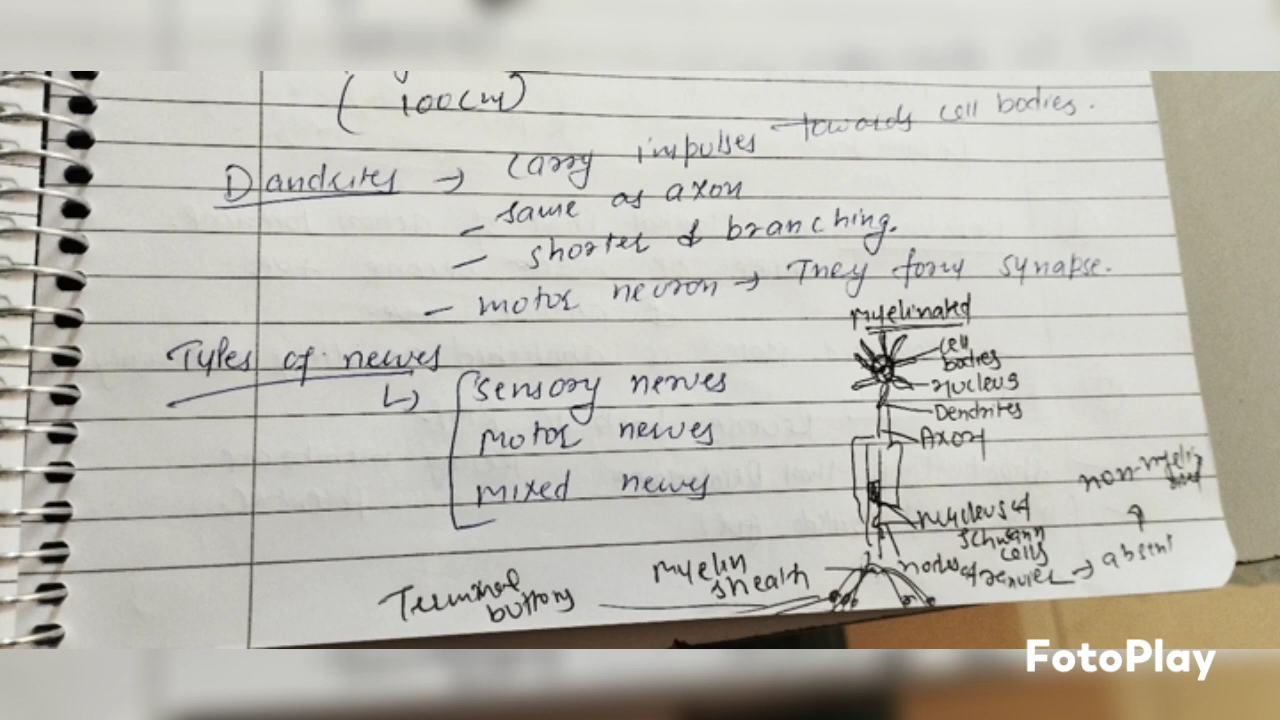 ( 100cm)
Dandrites → carry impulses towards cell bodies.
- same as axon
- shorter & branching.
- motor neuron → They form synapse.
Types of nerves
↳ [ sensory nerves
motor nerves
mixed nerves
myelinated
cell bodies
nucleus
Dendrites
Axon
nucleus of schwann cells
nodes of ranvier → absent
↑
non-myelinated
myelin sheath
Terminal buttons
FotoPlay